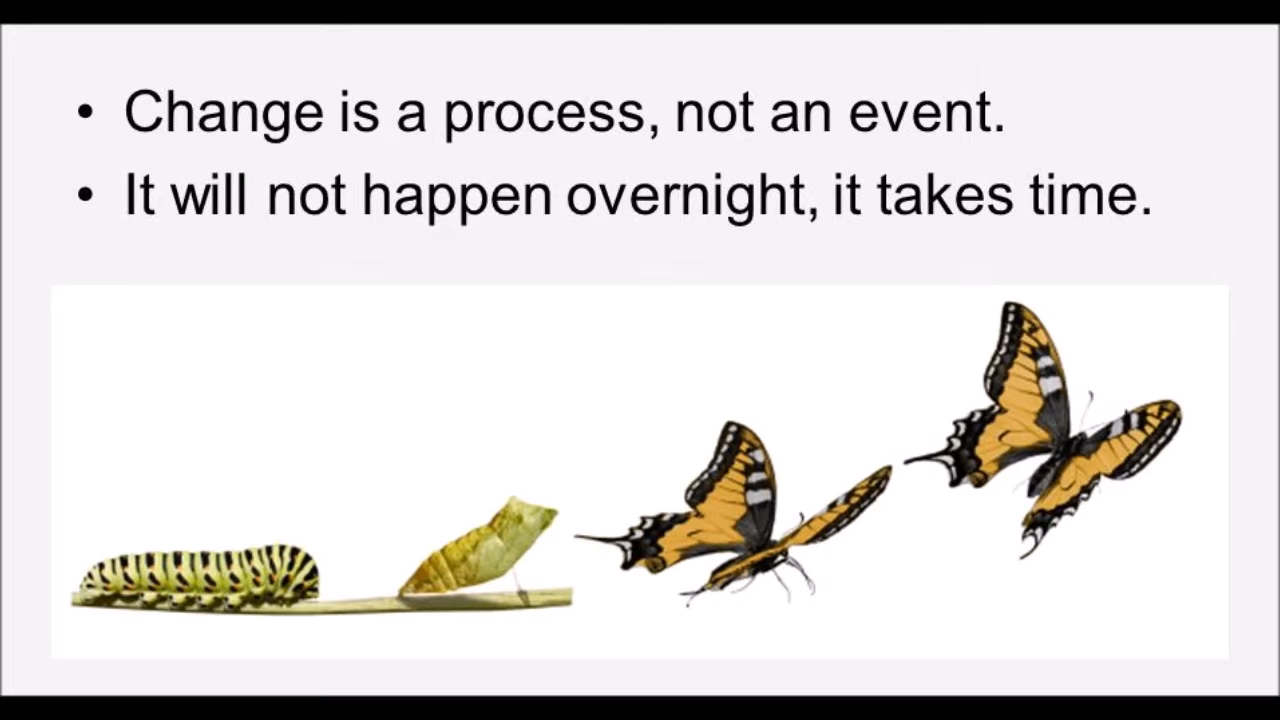 • Change is a process, not an event.
• It will not happen overnight, it takes time.